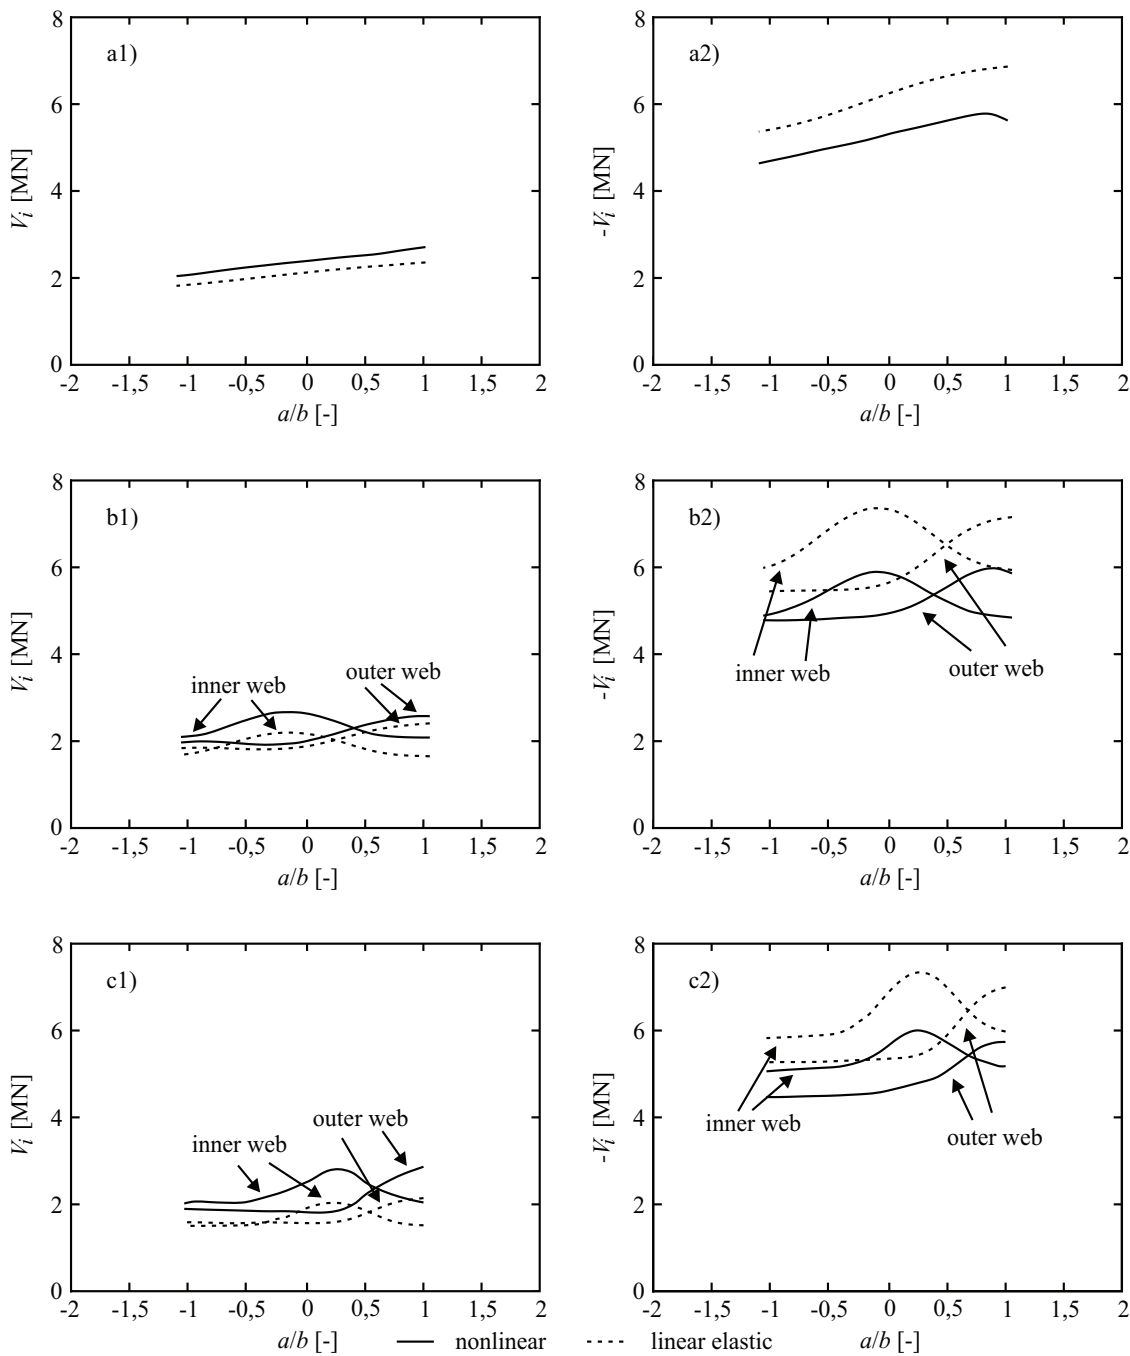 8
a1)
6
V_i [MN]
4
2
0
-2 -1,5 -1 -0,5 0 0,5 1 1,5 2
a/b [-]
8
a2)
6
-V_i [MN]
4
2
0
-2 -1,5 -1 -0,5 0 0,5 1 1,5 2
a/b [-]
8
b1)
6
V_i [MN]
4
inner web
outer web
2
0
-2 -1,5 -1 -0,5 0 0,5 1 1,5 2
a/b [-]
8
b2)
6
-V_i [MN]
inner web
outer web
4
2
0
-2 -1,5 -1 -0,5 0 0,5 1 1,5 2
a/b [-]
8
c1)
6
V_i [MN]
4
inner web
outer web
2
0
-2 -1,5 -1 -0,5 0 0,5 1 1,5 2
a/b [-]
8
c2)
6
-V_i [MN]
inner web
outer web
4
2
0
-2 -1,5 -1 -0,5 0 0,5 1 1,5 2
a/b [-]
nonlinear
linear elastic